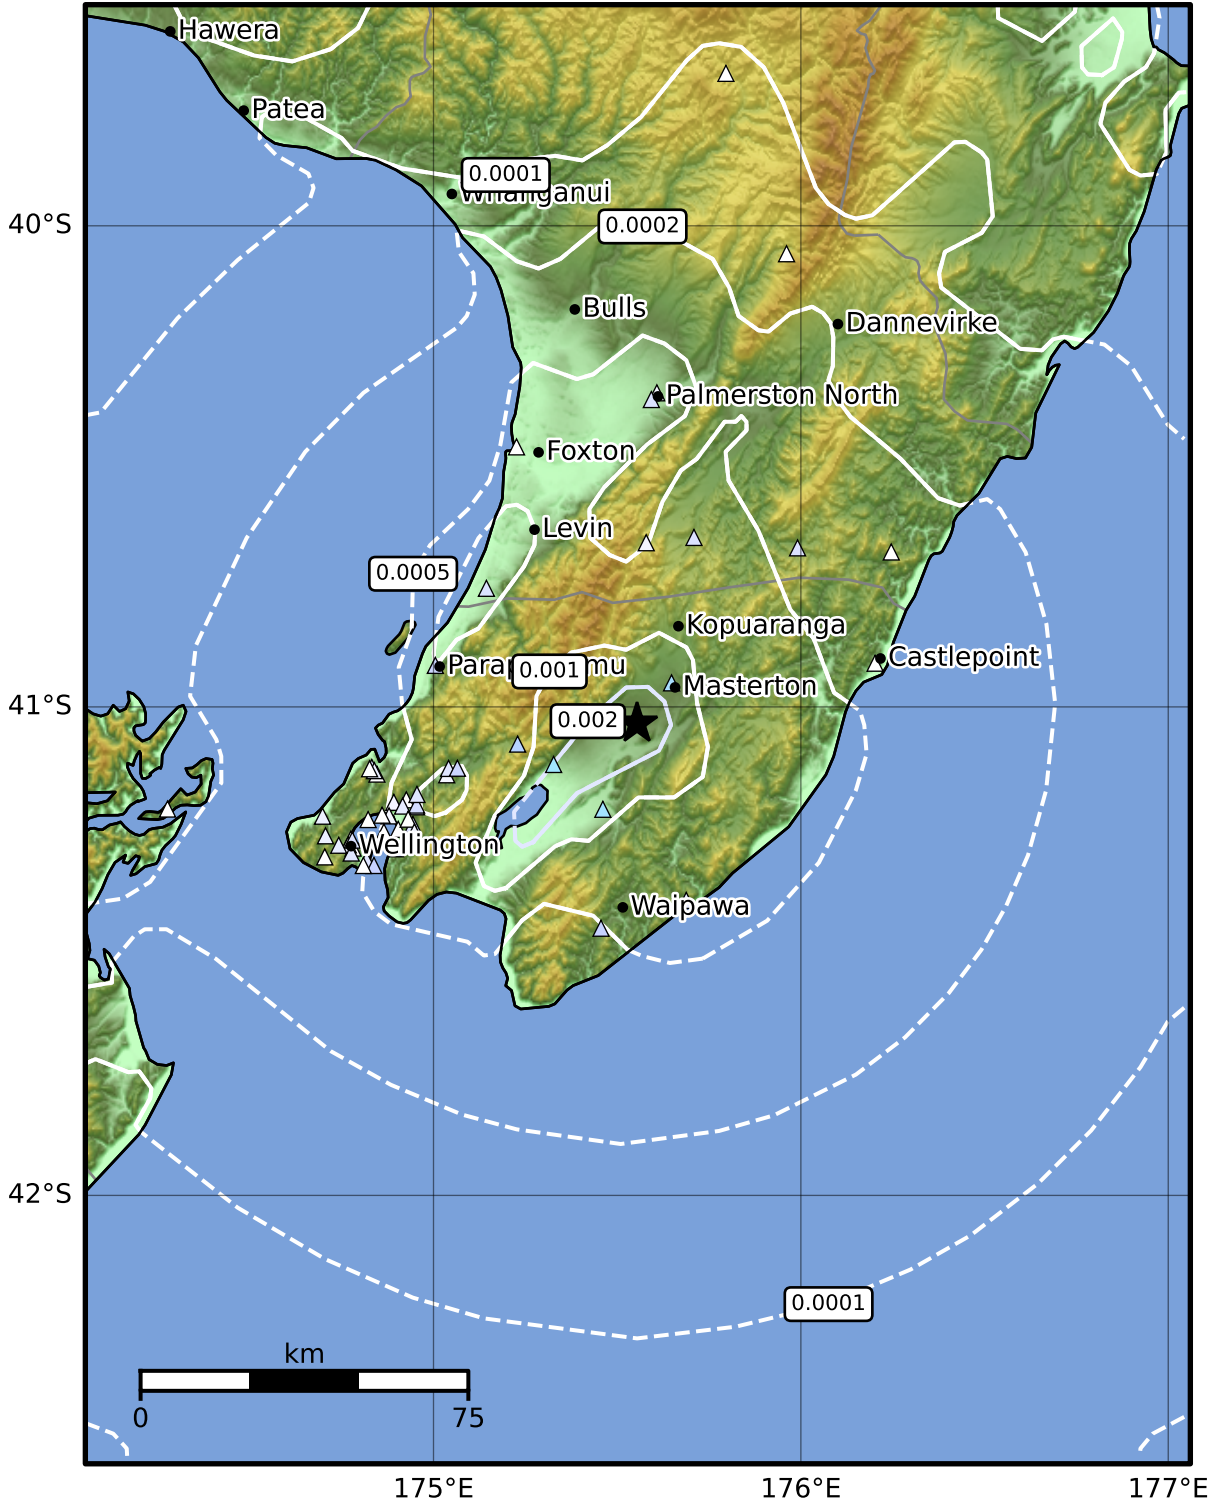 Hawera
Patea
0.0001
Whanganui
0.0002
40°S
Bulls
Dannevirke
Palmerston North
Foxton
Levin
0.0005
Kopuaranga
Castlepoint
0.001
Masterton
0.002
41°S
Wellington
Waipawa
42°S
0.0001
km
0
75
175°E
176°E
177°E